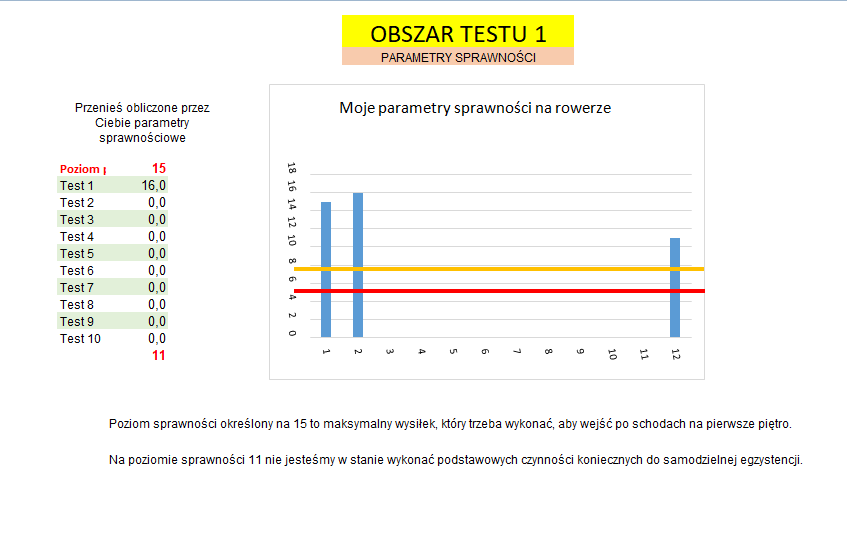 OBSZAR TESTU 1
PARAMETRY SPRAWNOŚCI
Przenieś obliczone przez
Ciebie parametry
sprawnościowe
Poziom 15
Test 1 16,0
Test 2 0,0
Test 3 0,0
Test 4 0,0
Test 5 0,0
Test 6 0,0
Test 7 0,0
Test 8 0,0
Test 9 0,0
Test 10 0,0
11
Moje parametry sprawności na rowerze
18
16
14
12
10
8
6
4
2
0
1 2 3 4 5 6 7 8 9 10 11 12
Poziom sprawności określony na 15 to maksymalny wysiłek, który trzeba wykonać, aby wejść po schodach na pierwsze piętro.
Na poziomie sprawności 11 nie jesteśmy w stanie wykonać podstawowych czynności koniecznych do samodzielnej egzystencji.